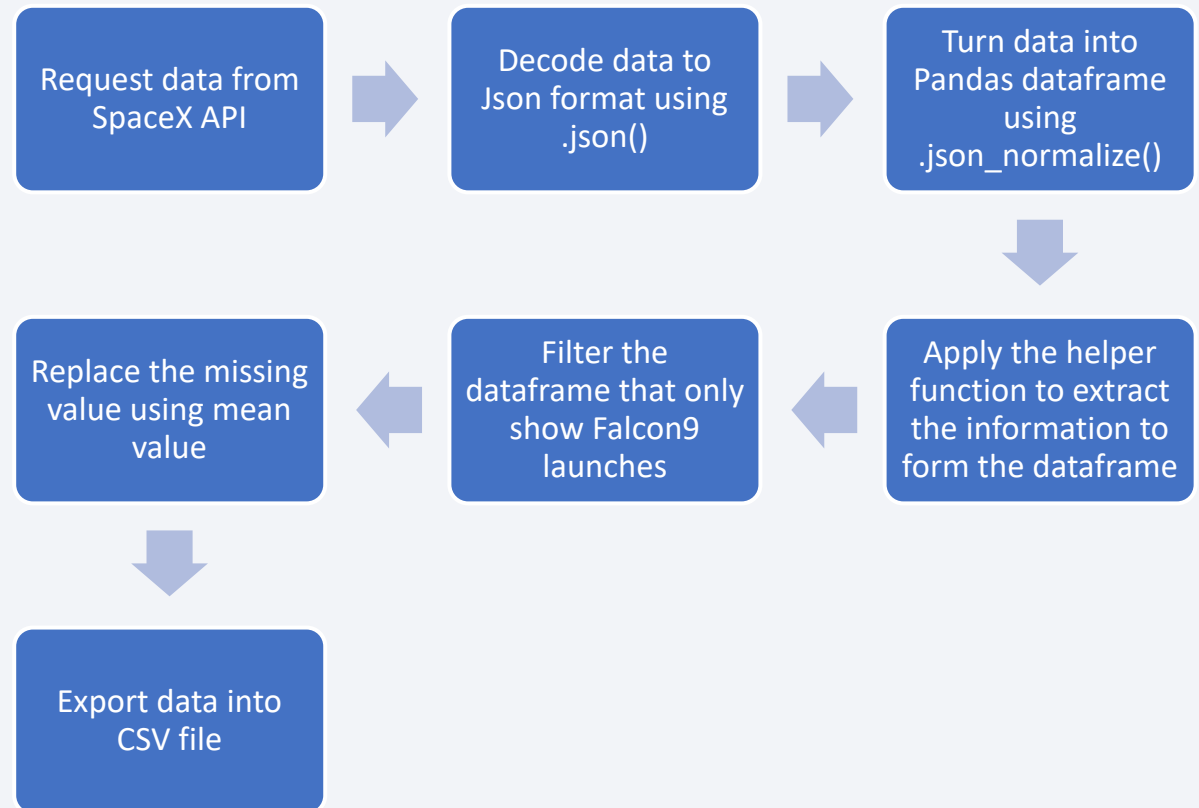 Request data from
SpaceX API
Decode data to
Json format using
.json()
Turn data into
Pandas dataframe
using
.json_normalize()
Apply the helper
function to extract
the information to
form the dataframe
Filter the
dataframe that only
show Falcon9
launches
Replace the missing
value using mean
value
Export data into
CSV file